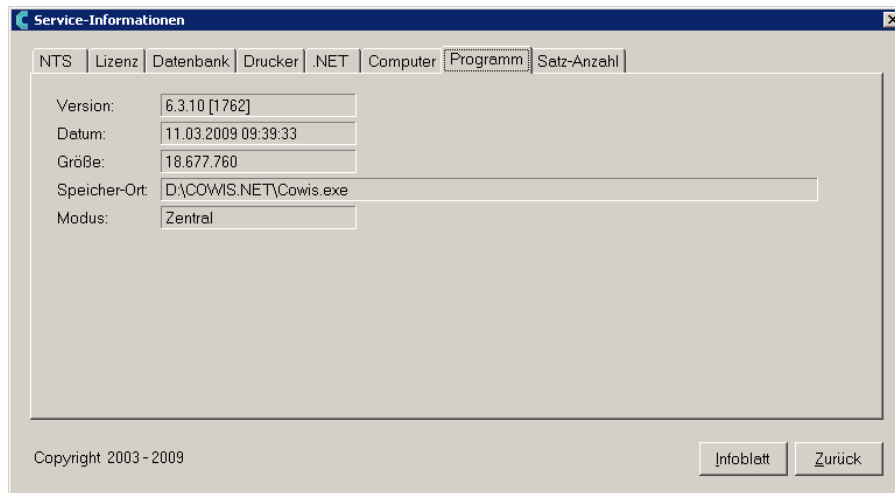 Service-Informationen
NTS Lizenz Datenbank Drucker .NET Computer Programm Satz-Anzahl
Version: 6.3.10 [1762]
Datum: 11.03.2009 09:39:33
Größe: 18.677.760
Speicher-Ort: D:\COWIS.NET\Cowis.exe
Modus: Zentral
Copyright 2003 - 2009 Infoblatt Zurück